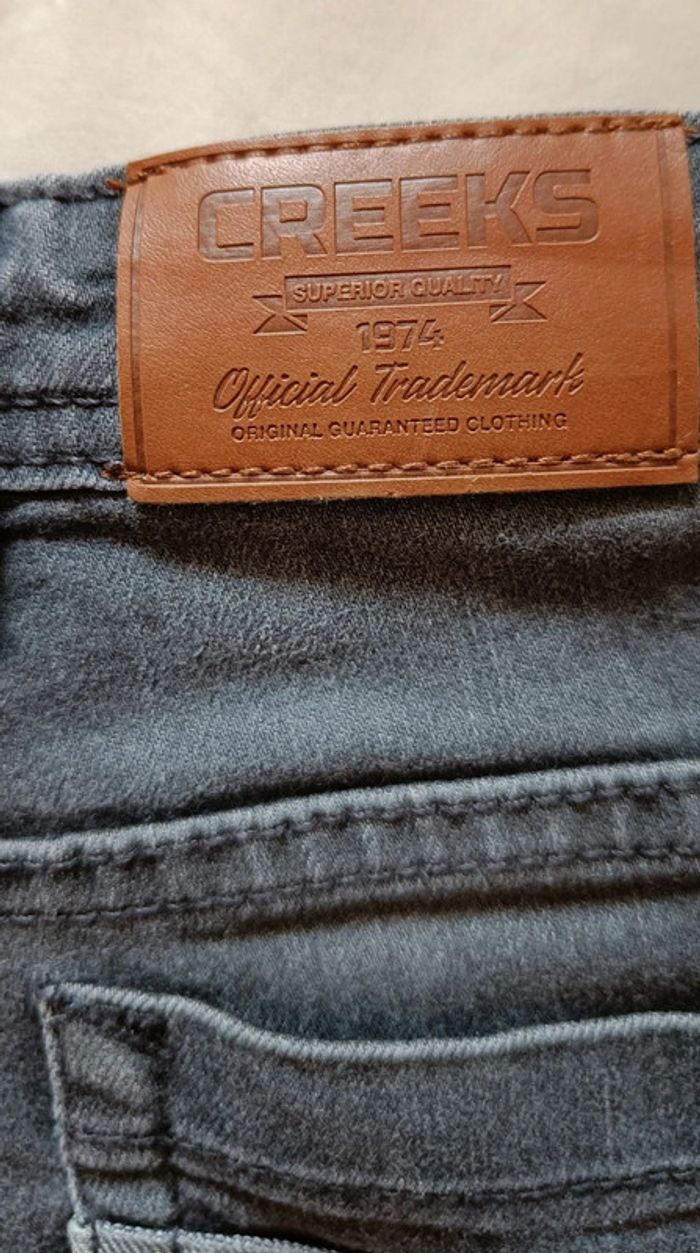 CREEKS
SUPERIOR QUALITY
1974
Official Trademark
ORIGINAL GUARANTEED CLOTHING